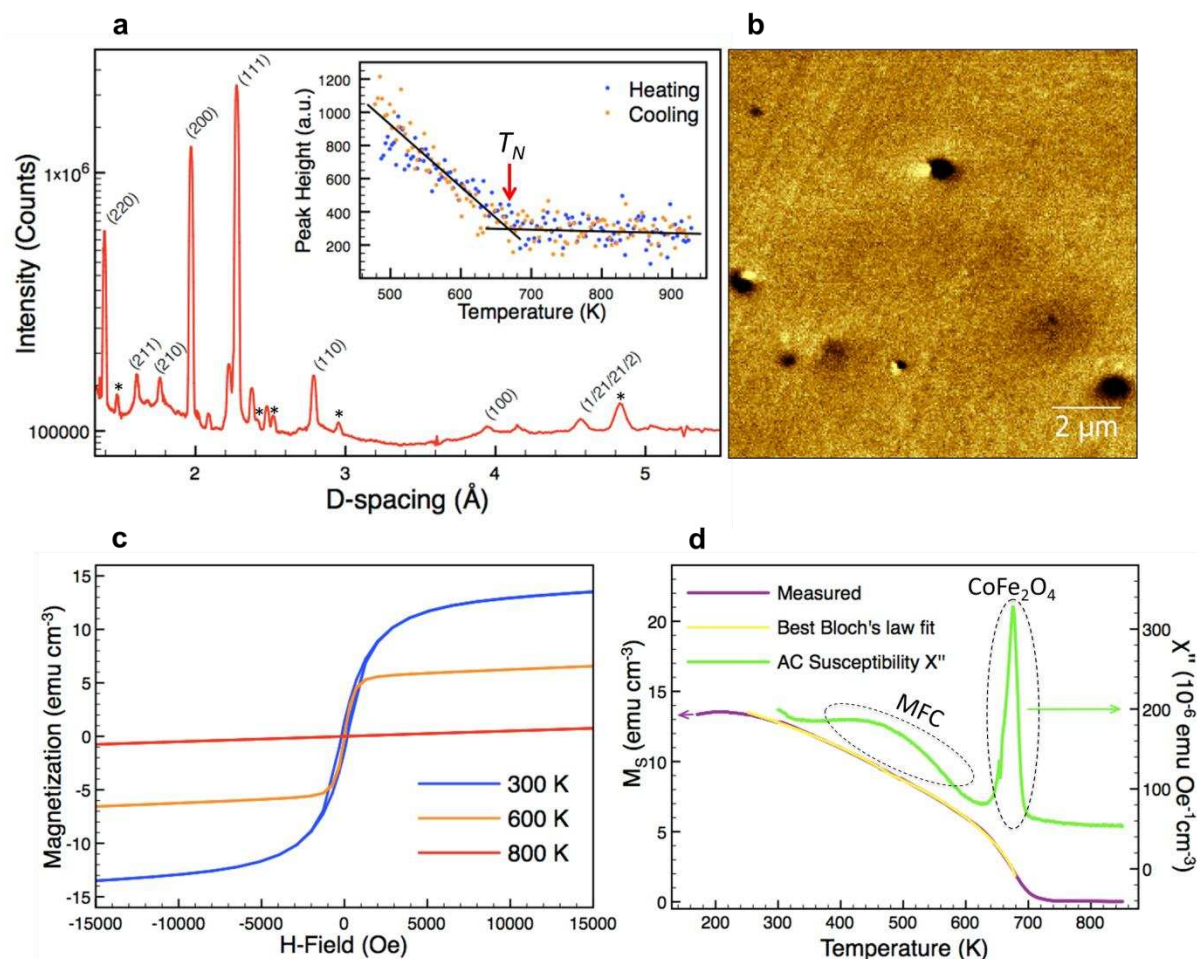 a
Intensity (Counts)
1x10⁶
100000
(220)
*
(211)
(210)
(200)
(111)
*
*
(110)
*
(100)
(1/21/21/2)
*
2
3
4
5
D-spacing (Å)
Peak Height (a.u.)
1200
1000
800
600
400
200
Heating
Cooling
T_N
500
600
700
800
900
Temperature (K)
b
2 µm
c
Magnetization (emu cm⁻³)
15
10
5
0
-5
-10
-15
300 K
600 K
800 K
-15000
-10000
-5000
0
5000
10000
15000
H-Field (Oe)
d
M_S (emu cm⁻³)
20
15
10
5
0
Measured
Best Bloch's law fit
AC Susceptibility X''
CoFe₂O₄
MFC
300
200
100
0
X'' (10⁻⁶ emu Oe⁻¹cm⁻³)
200
300
400
500
600
700
800
Temperature (K)